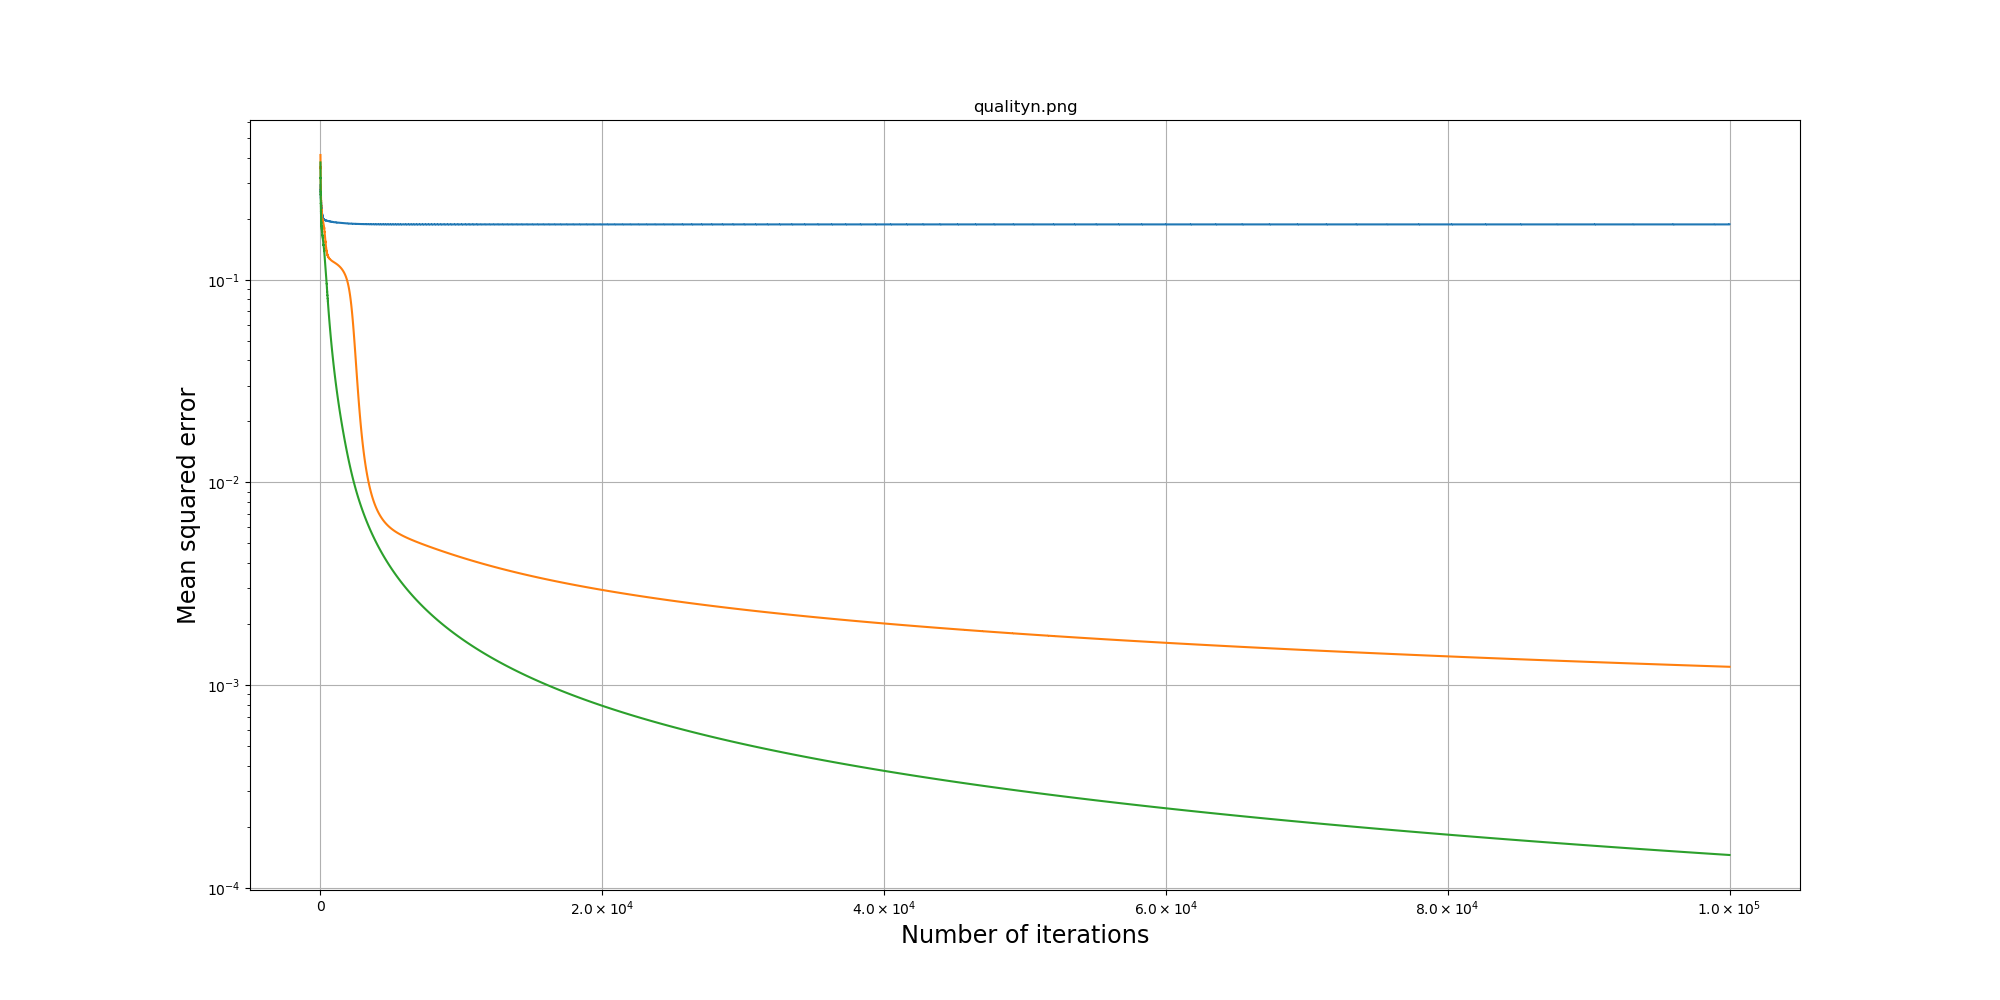 qualityn.png
Mean squared error
10⁻¹
10⁻²
10⁻³
10⁻⁴
0
2.0 × 10⁴
4.0 × 10⁴
6.0 × 10⁴
8.0 × 10⁴
1.0 × 10⁵
Number of iterations